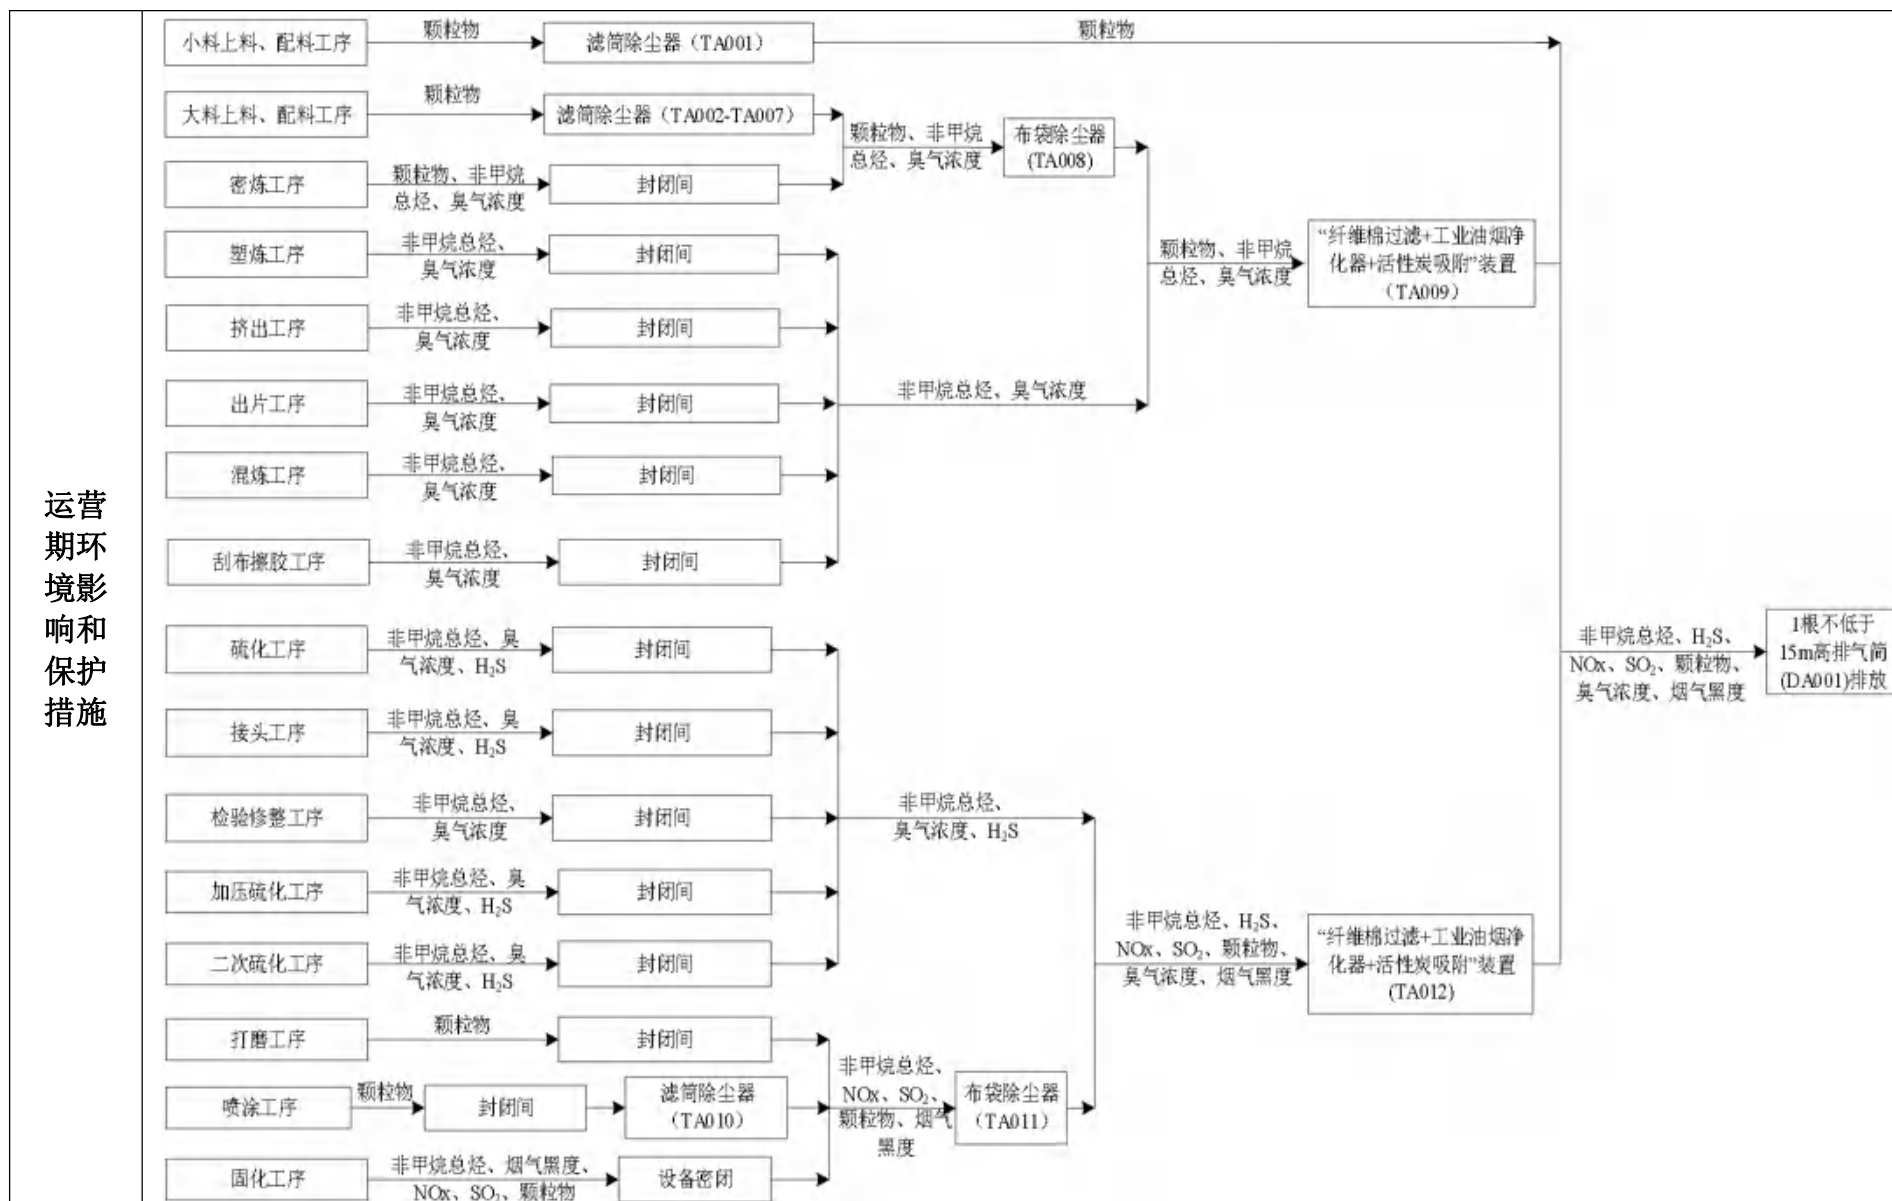 运营
期环
境影
响和
保护
措施
小料上料、配料工序
颗粒物
滤筒除尘器（TA001）
颗粒物
大料上料、配料工序
颗粒物
滤筒除尘器（TA002-TA007）
颗粒物、非甲烷
总烃、臭气浓度
布袋除尘器
(TA008)
密炼工序
颗粒物、非甲烷
总烃、臭气浓度
封闭间
塑炼工序
非甲烷总烃、
臭气浓度
封闭间
颗粒物、非甲烷
总烃、臭气浓度
“纤维棉过滤+工业油烟净
化器+活性炭吸附”装置
（TA009）
挤出工序
非甲烷总烃、
臭气浓度
封闭间
出片工序
非甲烷总烃、
臭气浓度
封闭间
非甲烷总烃、臭气浓度
混炼工序
非甲烷总烃、
臭气浓度
封闭间
刮布擦胶工序
非甲烷总烃、
臭气浓度
封闭间
硫化工序
非甲烷总烃、臭
气浓度、H₂S
封闭间
非甲烷总烃、H₂S、
NOx、SO₂、颗粒物、
臭气浓度、烟气黑度
1根不低于
15m高排气筒
(DA001)排放
接头工序
非甲烷总烃、臭
气浓度、H₂S
封闭间
检验修整工序
非甲烷总烃、
臭气浓度
封闭间
非甲烷总烃、
臭气浓度、H₂S
加压硫化工序
非甲烷总烃、臭
气浓度、H₂S
封闭间
二次硫化工序
非甲烷总烃、臭
气浓度、H₂S
封闭间
非甲烷总烃、H₂S、
NOx、SO₂、颗粒物、
臭气浓度、烟气黑度
“纤维棉过滤+工业油烟净
化器+活性炭吸附”装置
(TA012)
打磨工序
颗粒物
封闭间
喷涂工序
颗粒物
封闭间
滤筒除尘器
（TA010）
非甲烷总烃、
NOx、SO₂、
颗粒物、烟气
黑度
布袋除尘器
（TA011）
固化工序
非甲烷总烃、烟气黑度、
NOx、SO₂、颗粒物
设备密闭